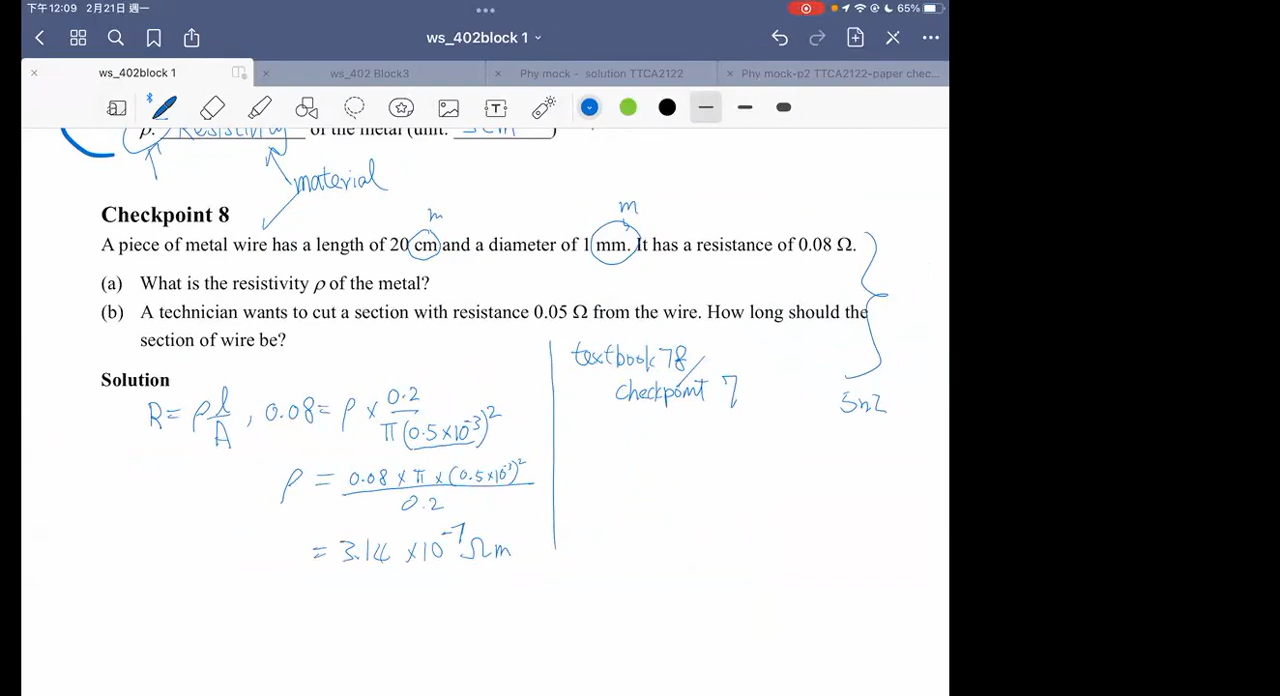 下午12:09 2月21日 週一
65%
ws_402block 1
ws_402block 1
ws_402 Block3
Phy mock - solution TTCA2122
Phy mock-p2 TTCA2122-paper chec...
ρ: Resistivity of the metal (unit:
material
Checkpoint 8
m
m
A piece of metal wire has a length of 20 cm and a diameter of 1 mm. It has a resistance of 0.08 Ω.
(a) What is the resistivity ρ of the metal?
(b) A technician wants to cut a section with resistance 0.05 Ω from the wire. How long should the
section of wire be?
Solution
R = ρ l/A , 0.08 = ρ × 0.2/π(0.5×10⁻³)²
ρ = 0.08 × π × (0.5×10⁻³)²/0.2
= 3.14 ×10⁻⁷ Ωm
textbook 78/
checkpoint 7